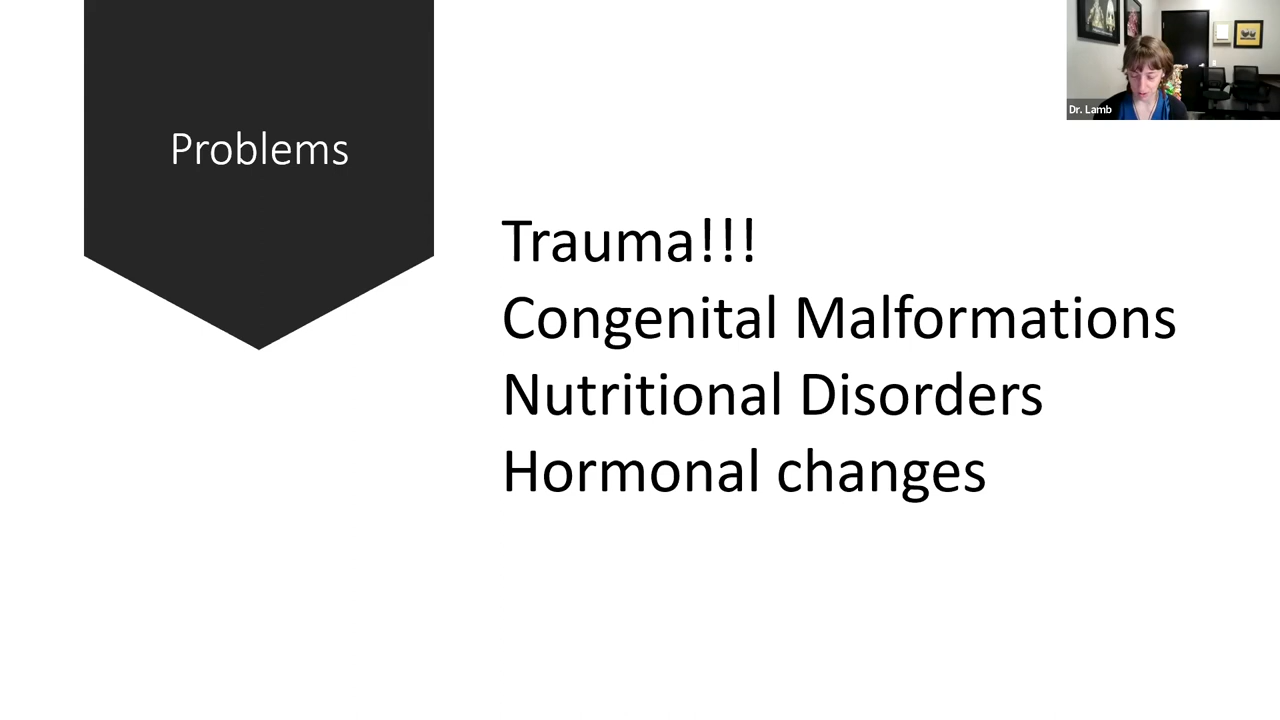 Problems
Trauma!!!
Congenital Malformations
Nutritional Disorders
Hormonal changes
Dr. Lamb